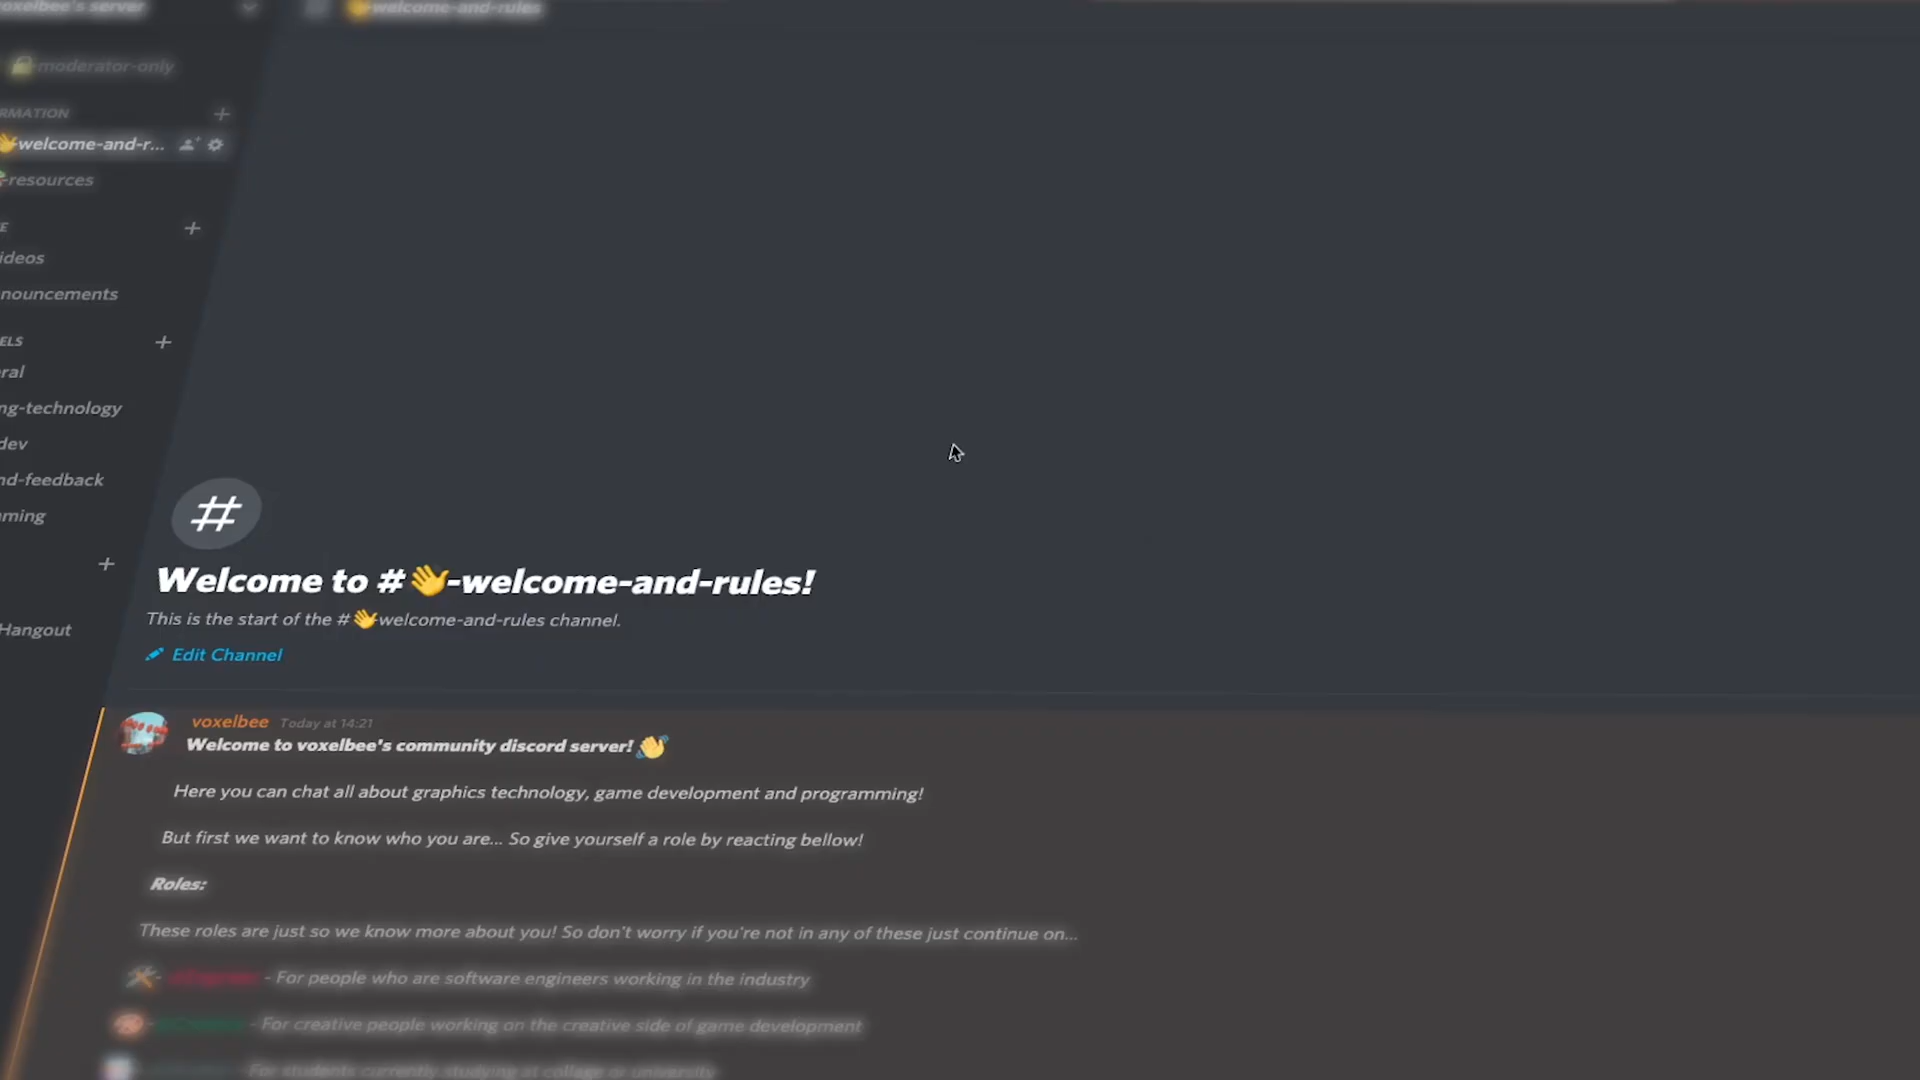 voxelbee's server
👋-welcome-and-rules
-moderator-only
RMATION
👋-welcome-and-r...
-resources
E
ideos
nouncements
ELS
ral
ng-technology
dev
nd-feedback
ming
Hangout
#
Welcome to #👋-welcome-and-rules!
This is the start of the #👋-welcome-and-rules channel.
Edit Channel
voxelbee Today at 14:21
Welcome to voxelbee's community discord server! 👋
Here you can chat all about graphics technology, game development and programming!
But first we want to know who you are... So give yourself a role by reacting bellow!
Roles:
These roles are just so we know more about you! So don't worry if you're not in any of these just continue on...
- For people who are software engineers working in the industry
- For creative people working on the creative side of game development
For students currently studying at collage or university